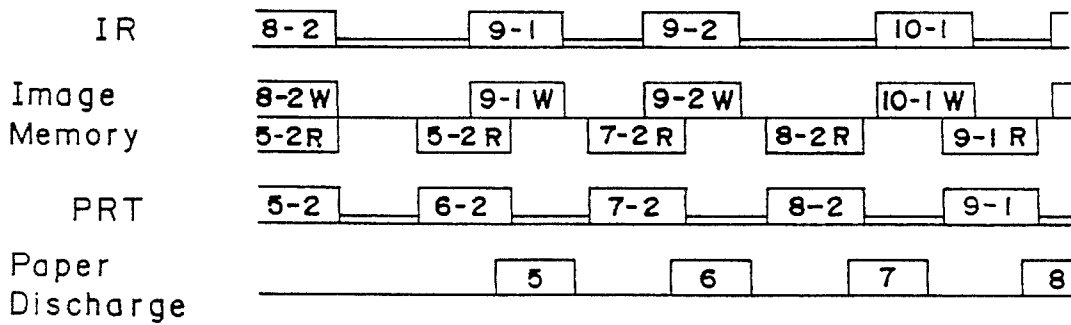 IR 8-2 9-1 9-2 10-1
Image 8-2W 9-1W 9-2W 10-1W
Memory 5-2R 5-2R 7-2R 8-2R 9-1R
PRT 5-2 6-2 7-2 8-2 9-1
Paper
Discharge 5 6 7 8